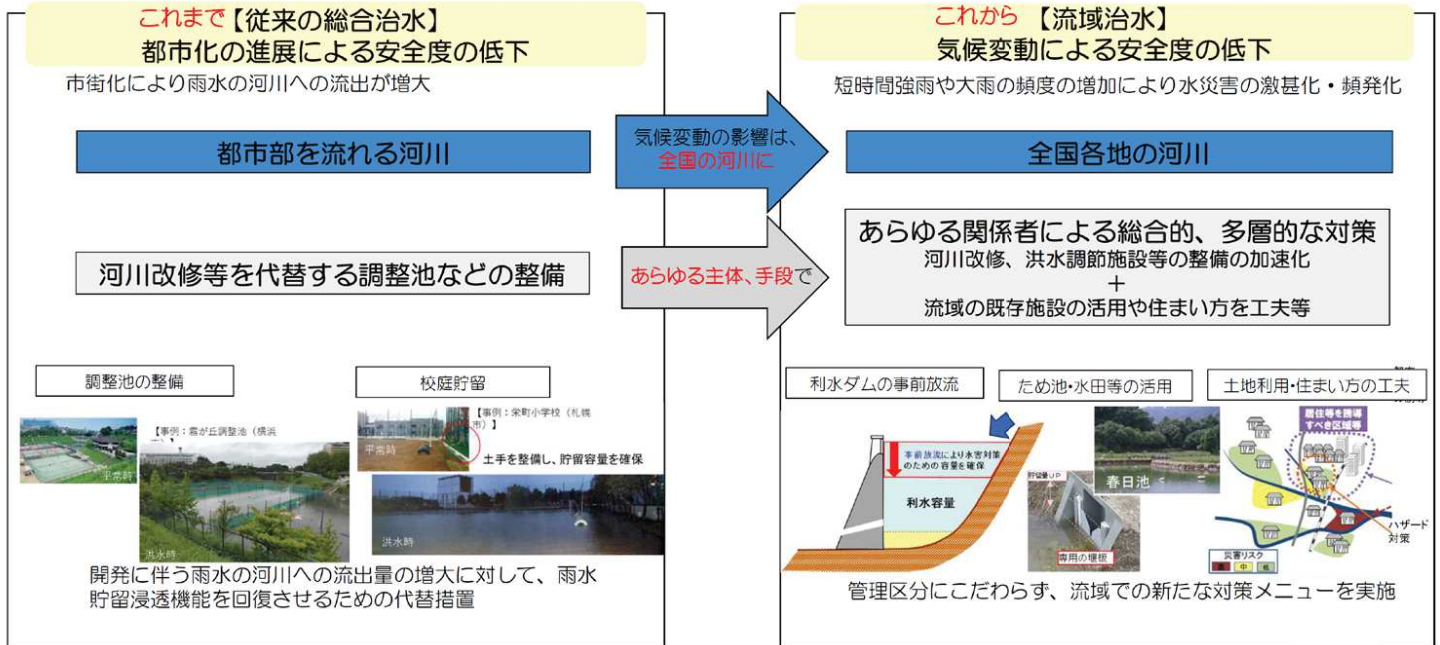 これまで【従来の総合治水】
都市化の進展による安全度の低下
市街化により雨水の河川への流出が増大
都市部を流れる河川
河川改修等を代替する調整池などの整備
調整池の整備
平常時
【事例：霧が丘調整池（横浜
市）】
洪水時
校庭貯留
平常時
【事例：栄町小学校（札幌
市）】
土手を整備し、貯留容量を確保
洪水時
開発に伴う雨水の河川への流出量の増大に対して、雨水
貯留浸透機能を回復させるための代替措置
気候変動の影響は、
全国の河川に
あらゆる主体、手段で
これから【流域治水】
気候変動による安全度の低下
短時間強雨や大雨の頻度の増加により水災害の激甚化・頻発化
全国各地の河川
あらゆる関係者による総合的、多層的な対策
河川改修、洪水調節施設等の整備の加速化
+
流域の既存施設の活用や住まい方を工夫等
利水ダムの事前放流
事前放流により水害対策
のための容量を確保
利水容量
ため池・水田等の活用
貯留量UP
専用の堰板
春日池
土地利用・住まい方の工夫
居住等を誘導
すべき区域等
ハザード
対策
災害リスク
高 中 低
管理区分にこだわらず、流域での新たな対策メニューを実施